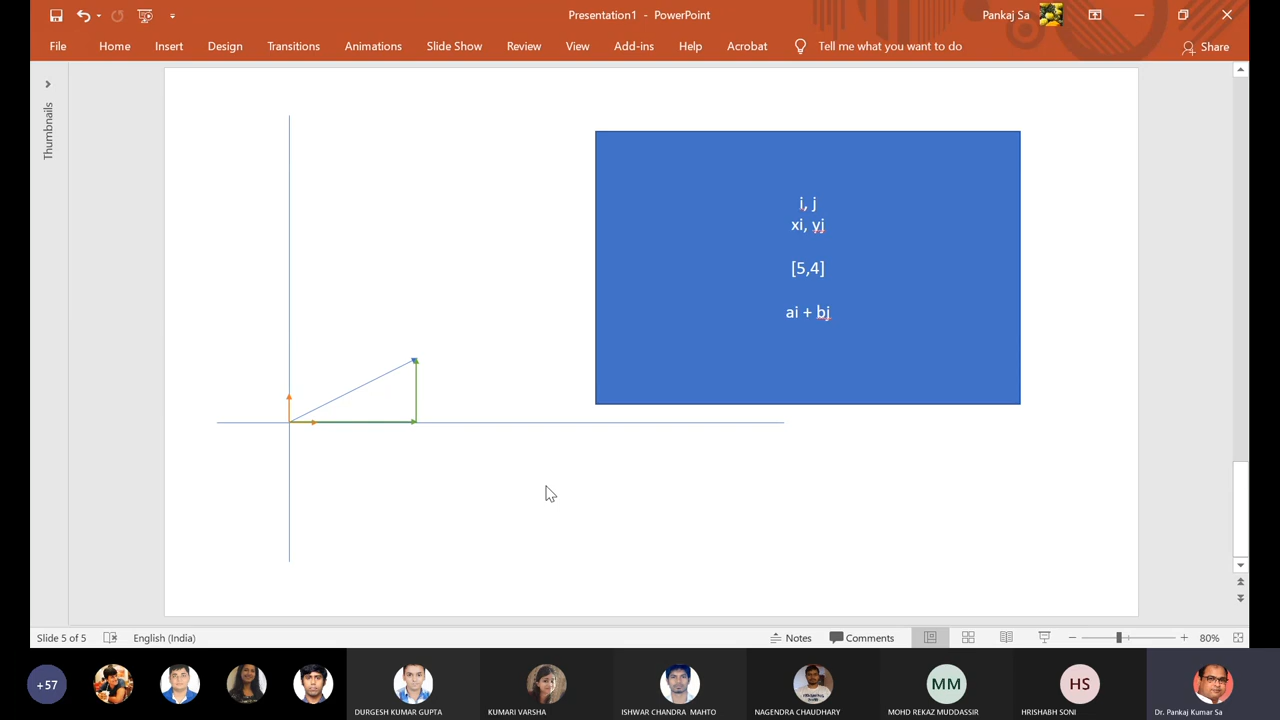 Presentation1 - PowerPoint
Pankaj Sa
File Home Insert Design Transitions Animations Slide Show Review View Add-ins Help Acrobat Tell me what you want to do Share
Thumbnails
i, j
xi, yj
[5,4]
ai + bj
Slide 5 of 5 English (India) Notes Comments 80%
+57 MM HS
DURGESH KUMAR GUPTA KUMARI VARSHA ISHWAR CHANDRA MAHTO NAGENDRA CHAUDHARY MOHD REKAZ MUDDASSIR HRISHABH SONI Dr. Pankaj Kumar Sa